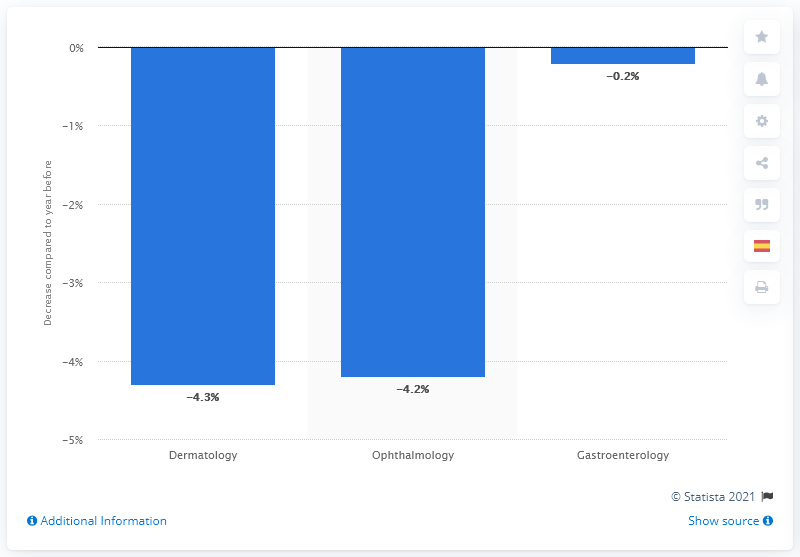 0%
−1%
−2%
−3%
−4%
−5%
Decrease compared to year before
−4.3%
−4.2%
−0.2%
Dermatology
Ophthalmology
Gastroenterology
© Statista 2021
Additional Information
Show source